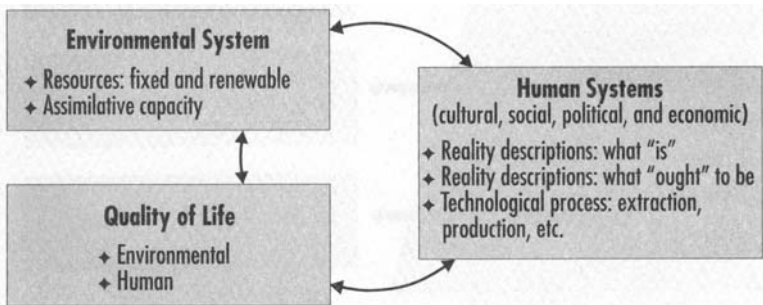 Environmental System
✦ Resources: fixed and renewable
✦ Assimilative capacity
Quality of Life
✦ Environmental
✦ Human
Human Systems
(cultural, social, political, and economic)
✦ Reality descriptions: what “is”
✦ Reality descriptions: what “ought” to be
✦ Technological process: extraction,
production, etc.